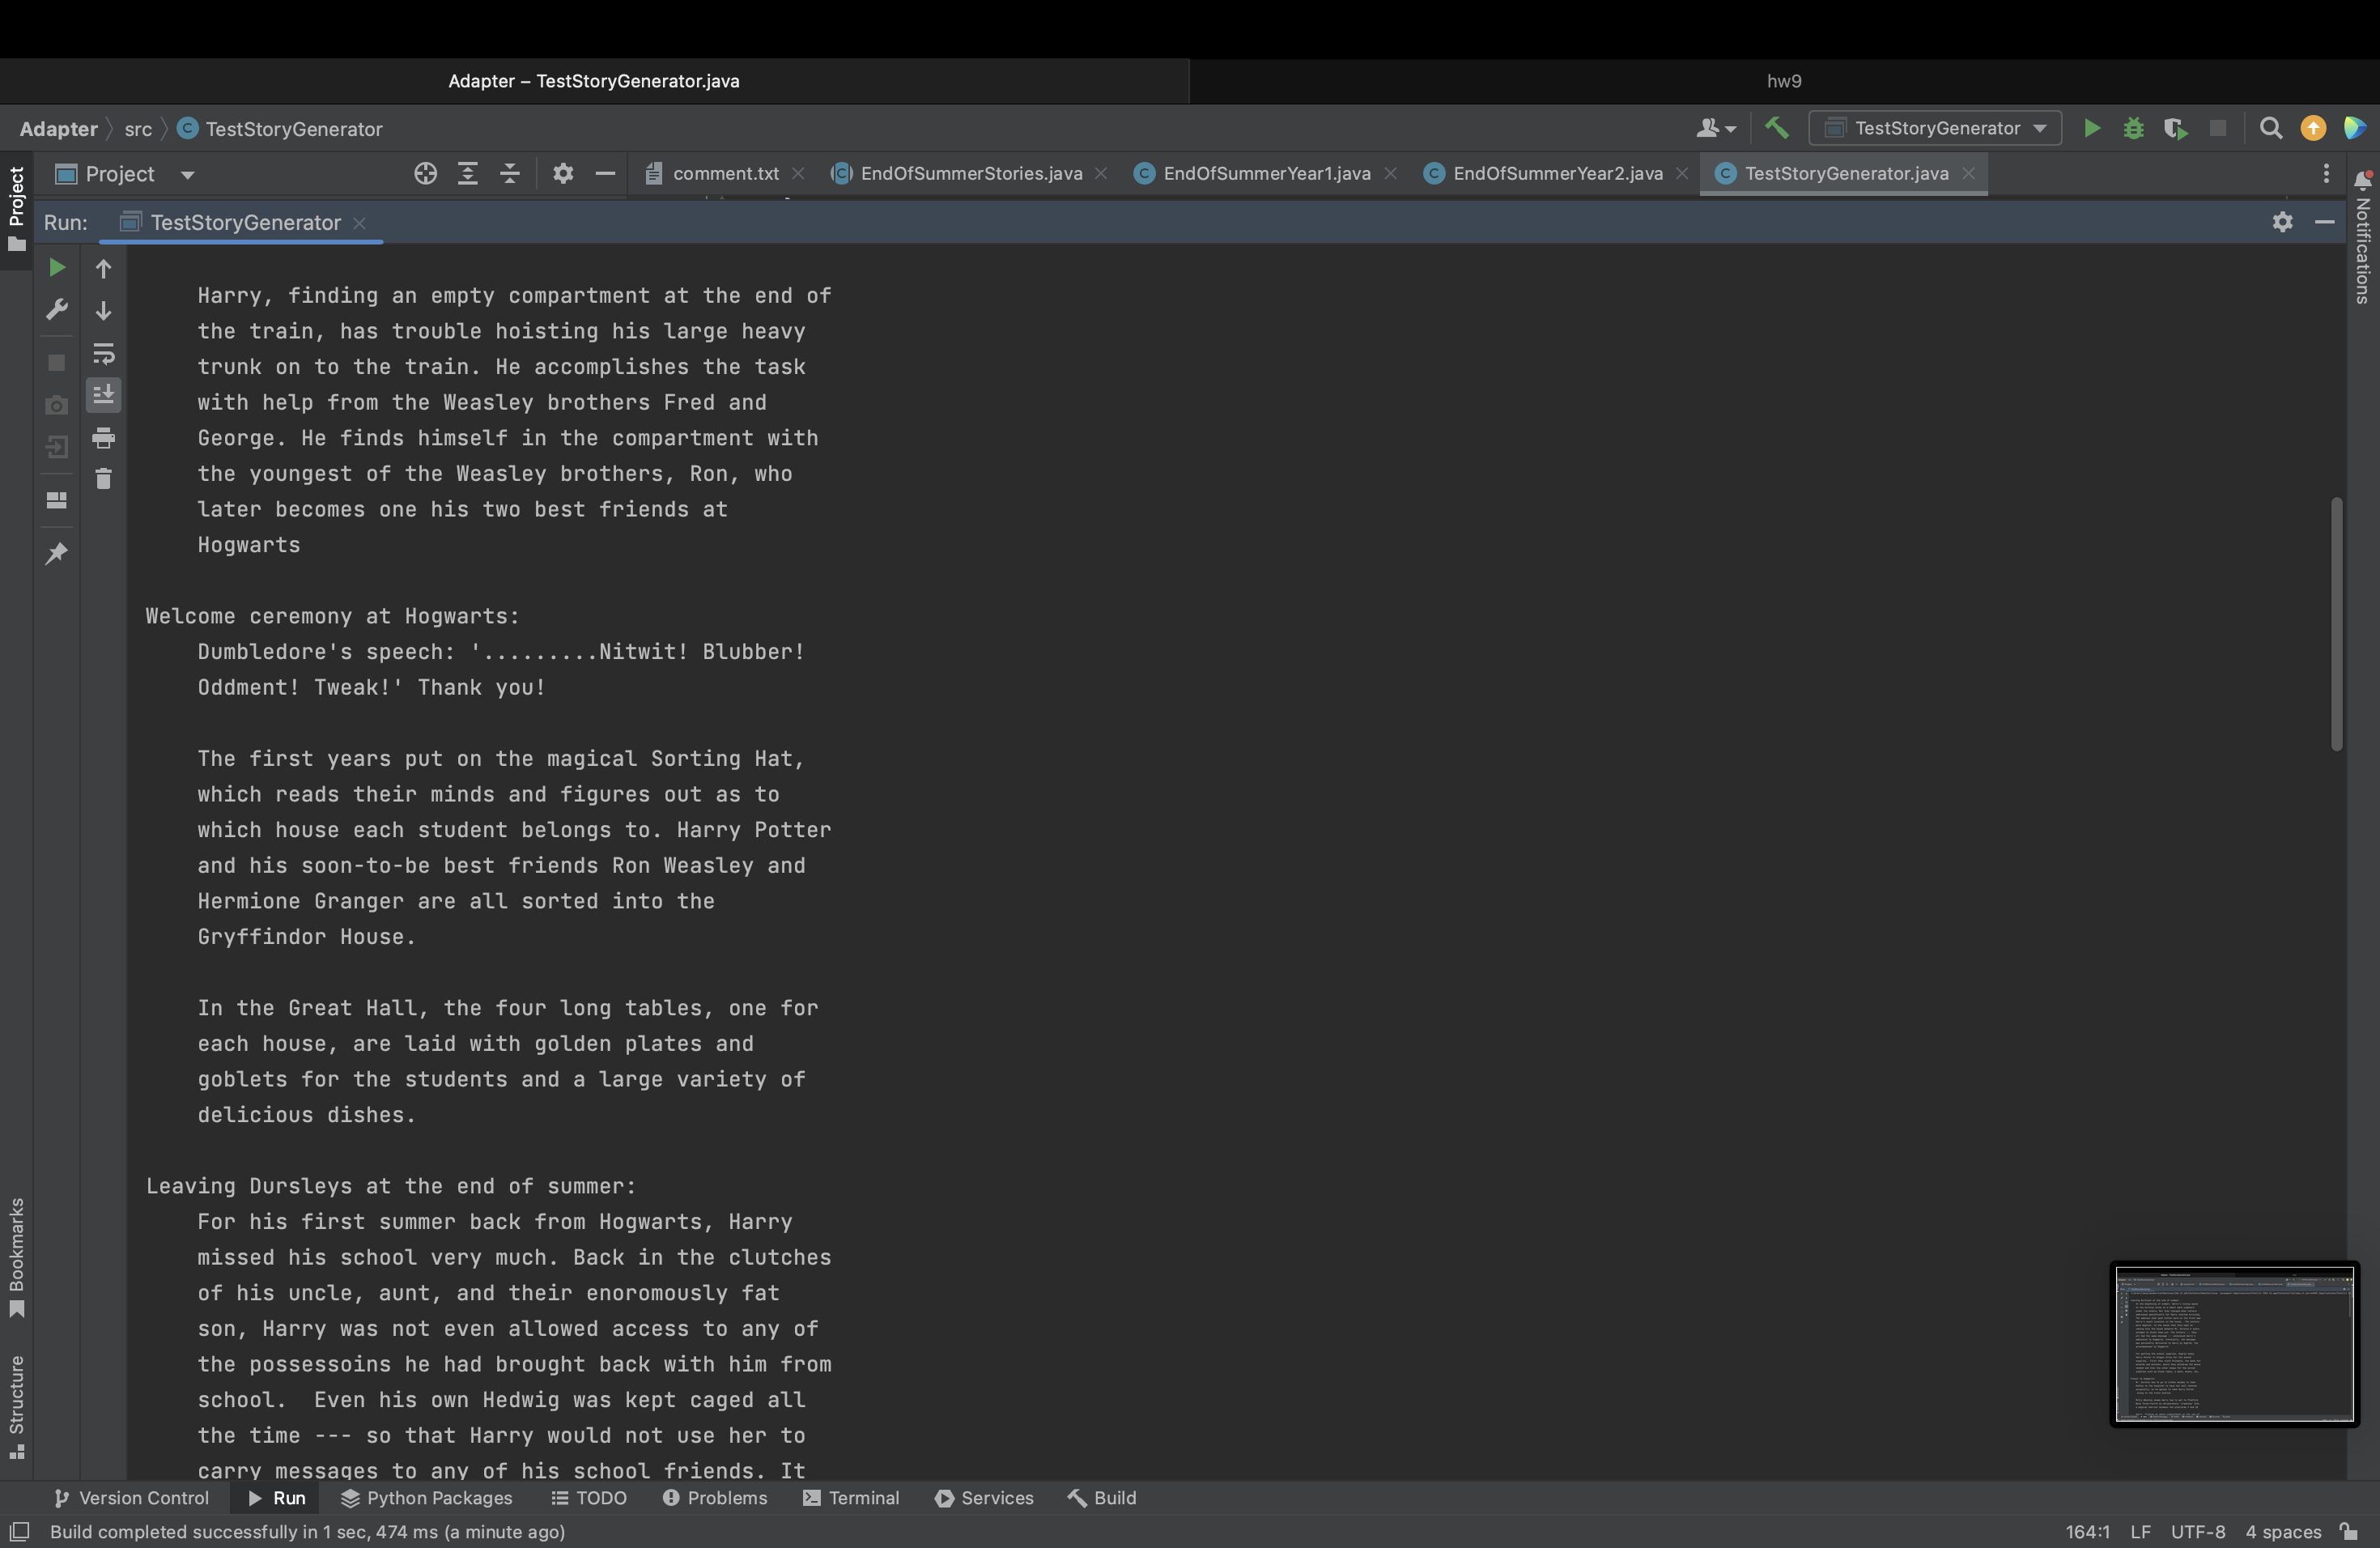 Adapter – TestStoryGenerator.java
hw9
Adapter src TestStoryGenerator
TestStoryGenerator
Project
comment.txt
EndOfSummerStories.java
EndOfSummerYear1.java
EndOfSummerYear2.java
TestStoryGenerator.java
Project
Notifications
Run: TestStoryGenerator
Harry, finding an empty compartment at the end of
the train, has trouble hoisting his large heavy
trunk on to the train. He accomplishes the task
with help from the Weasley brothers Fred and
George. He finds himself in the compartment with
the youngest of the Weasley brothers, Ron, who
later becomes one his two best friends at
Hogwarts
Welcome ceremony at Hogwarts:
Dumbledore's speech: '.........Nitwit! Blubber!
Oddment! Tweak!' Thank you!
The first years put on the magical Sorting Hat,
which reads their minds and figures out as to
which house each student belongs to. Harry Potter
and his soon-to-be best friends Ron Weasley and
Hermione Granger are all sorted into the
Gryffindor House.
In the Great Hall, the four long tables, one for
each house, are laid with golden plates and
goblets for the students and a large variety of
delicious dishes.
Leaving Dursleys at the end of summer:
For his first summer back from Hogwarts, Harry
missed his school very much. Back in the clutches
of his uncle, aunt, and their enoromously fat
son, Harry was not even allowed access to any of
the possessoins he had brought back with him from
school.  Even his own Hedwig was kept caged all
the time --- so that Harry would not use her to
carry messages to any of his school friends. It
Bookmarks
Structure
Version Control
Run
Python Packages
TODO
Problems
Terminal
Services
Build
Build completed successfully in 1 sec, 474 ms (a minute ago)
164:1 LF UTF-8 4 spaces